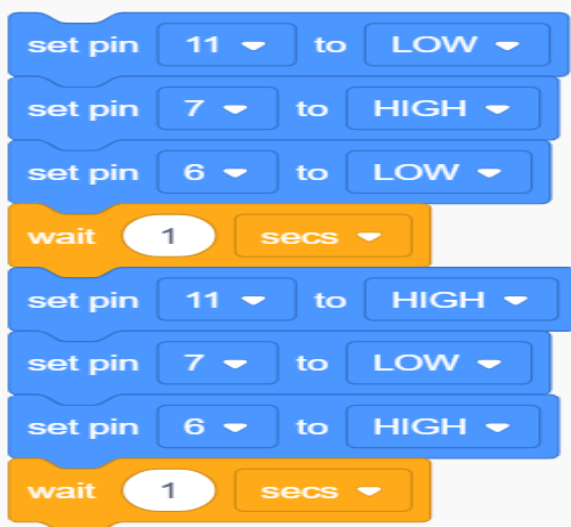 set pin 11 to LOW
set pin 7 to HIGH
set pin 6 to LOW
wait 1 secs
set pin 11 to HIGH
set pin 7 to LOW
set pin 6 to HIGH
wait 1 secs